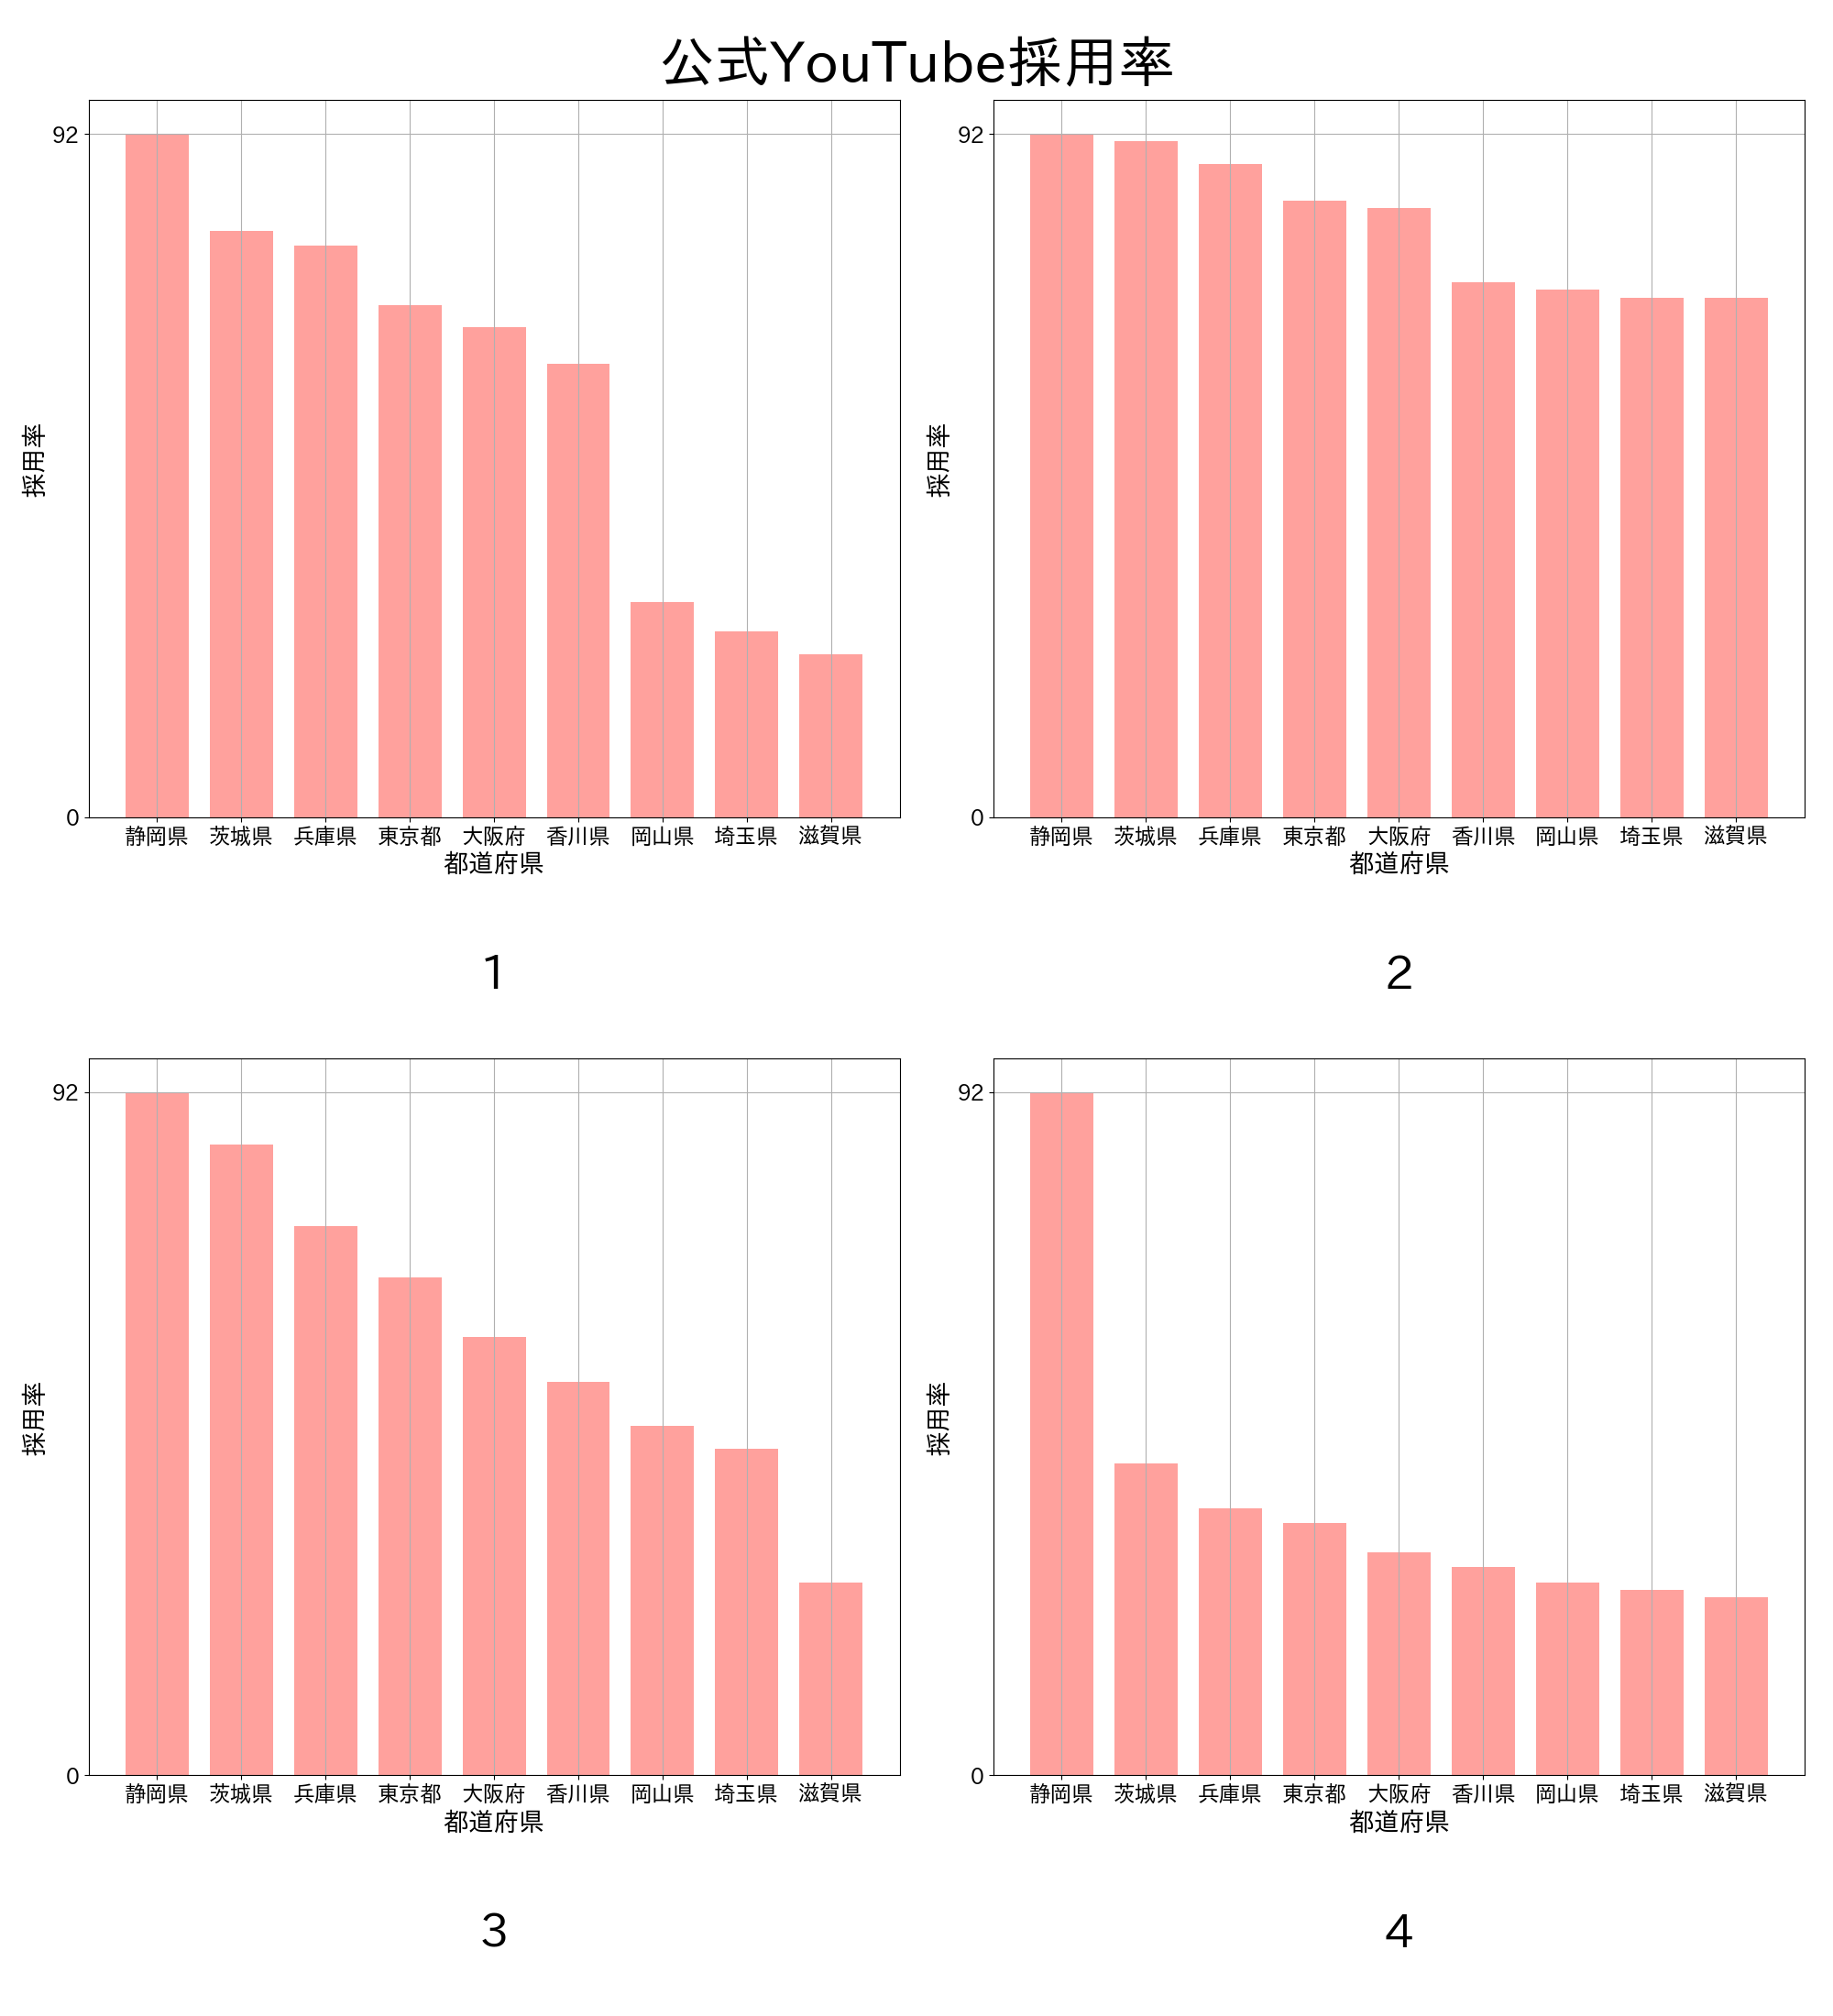 公式YouTube採用率
92
0
採用率
静岡県 茨城県 兵庫県 東京都 大阪府 香川県 岡山県 埼玉県 滋賀県
都道府県
1
92
0
採用率
静岡県 茨城県 兵庫県 東京都 大阪府 香川県 岡山県 埼玉県 滋賀県
都道府県
2
92
0
採用率
静岡県 茨城県 兵庫県 東京都 大阪府 香川県 岡山県 埼玉県 滋賀県
都道府県
3
92
0
採用率
静岡県 茨城県 兵庫県 東京都 大阪府 香川県 岡山県 埼玉県 滋賀県
都道府県
4